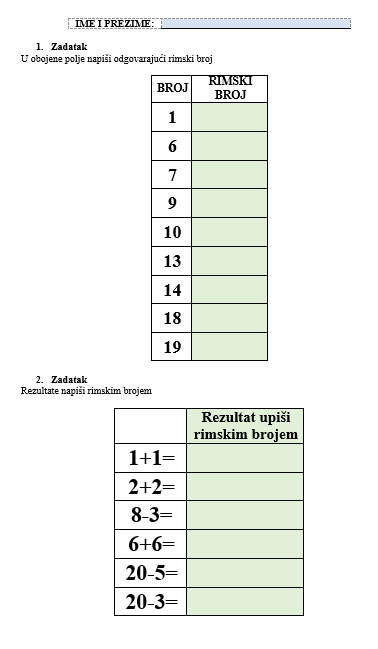 IME I PREZIME:
1. Zadatak
U obojene polje napiši odgovarajući rimski broj
BROJ RIMSKI BROJ
1
6
7
9
10
13
14
18
19
2. Zadatak
Rezultate napiši rimskim brojem
Rezultat upiši
rimskim brojem
1+1=
2+2=
8-3=
6+6=
20-5=
20-3=